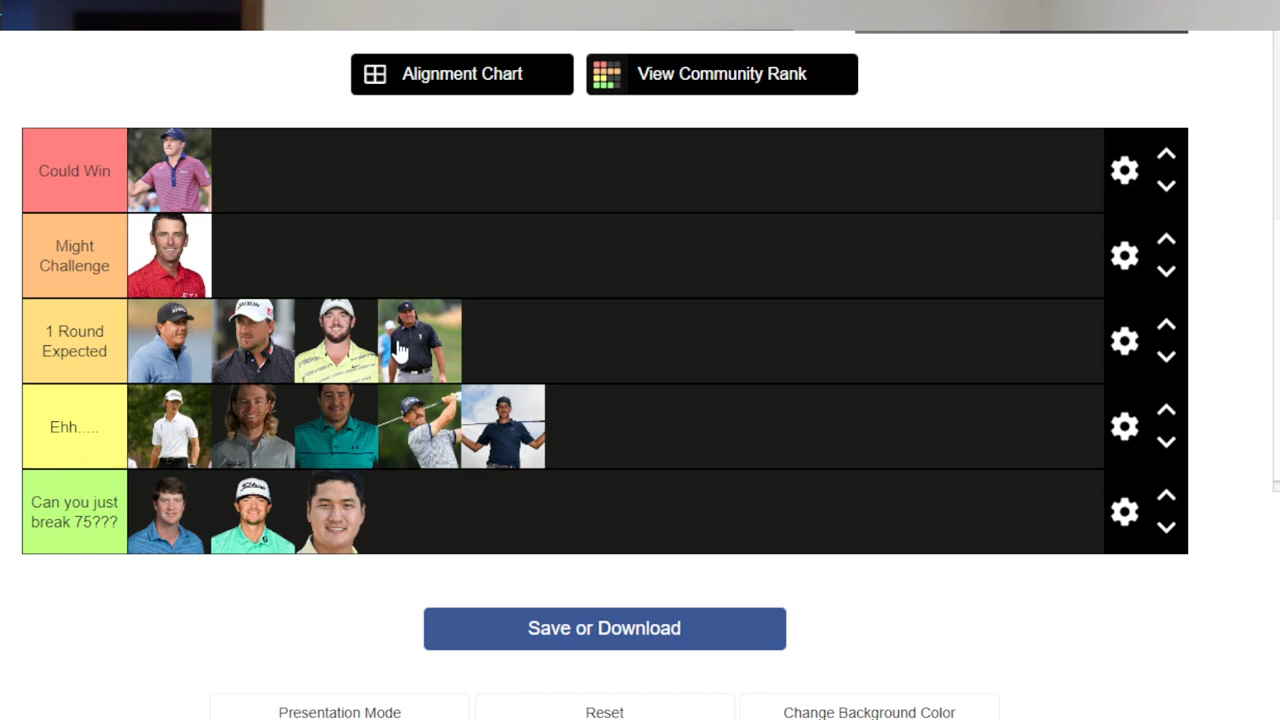 Alignment Chart
View Community Rank
Could Win
Might
Challenge
1 Round
Expected
Ehh.....
Can you just
break 75???
Save or Download
Presentation Mode
Reset
Change Background Color